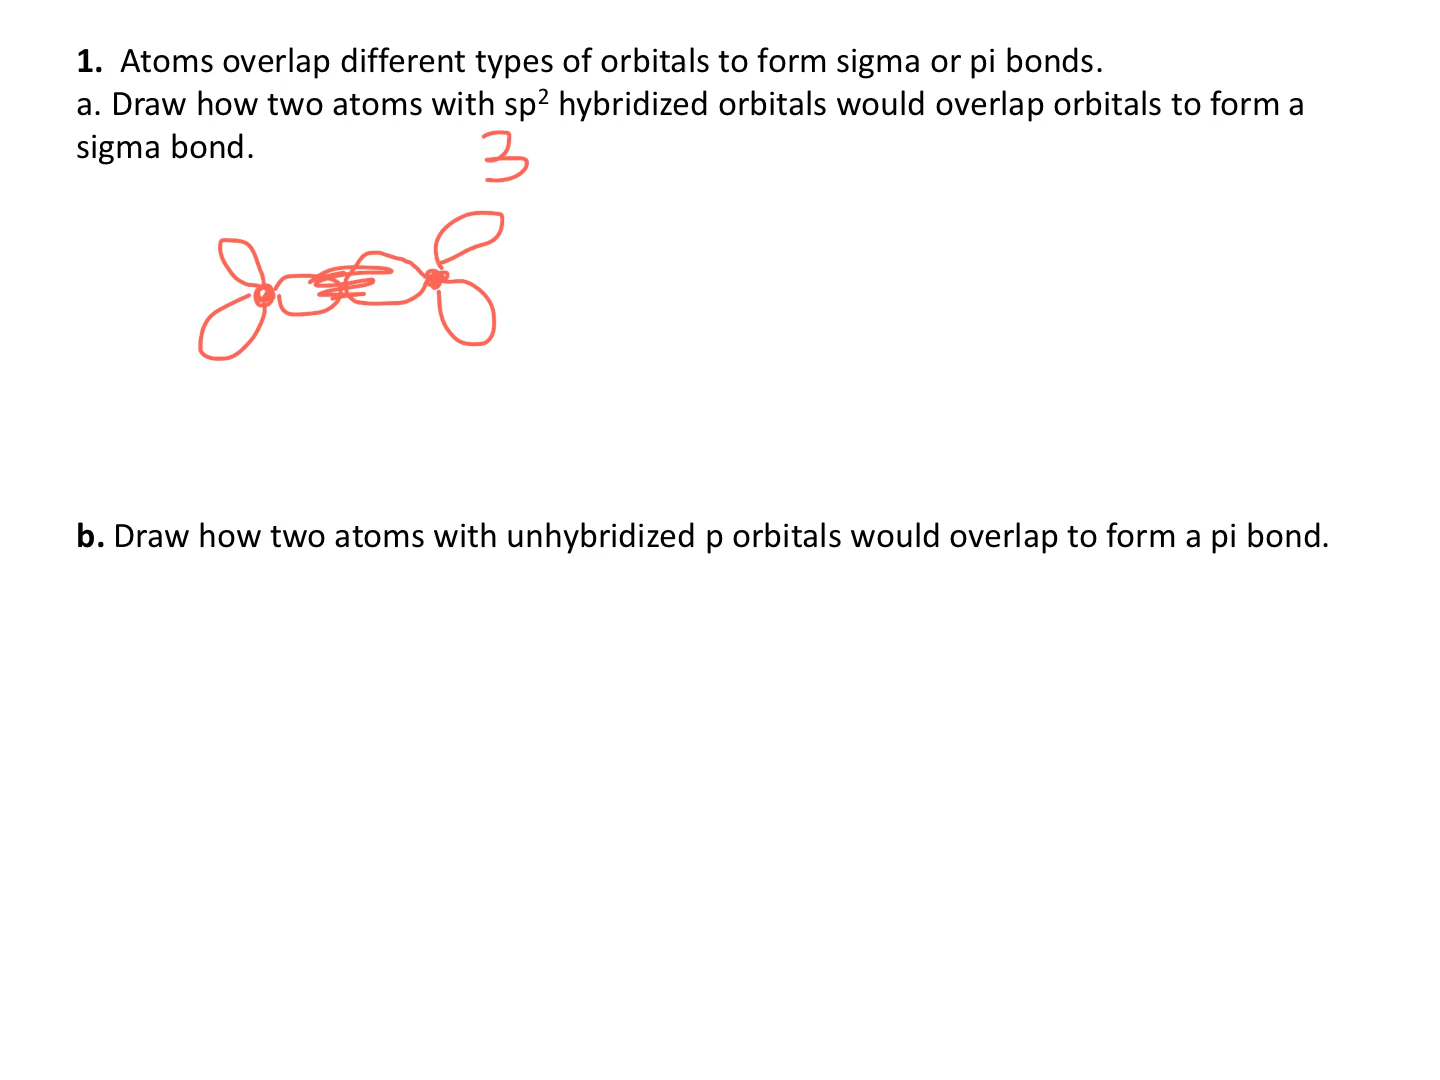 1. Atoms overlap different types of orbitals to form sigma or pi bonds.
a. Draw how two atoms with sp² hybridized orbitals would overlap orbitals to form a
sigma bond.
3
b. Draw how two atoms with unhybridized p orbitals would overlap to form a pi bond.